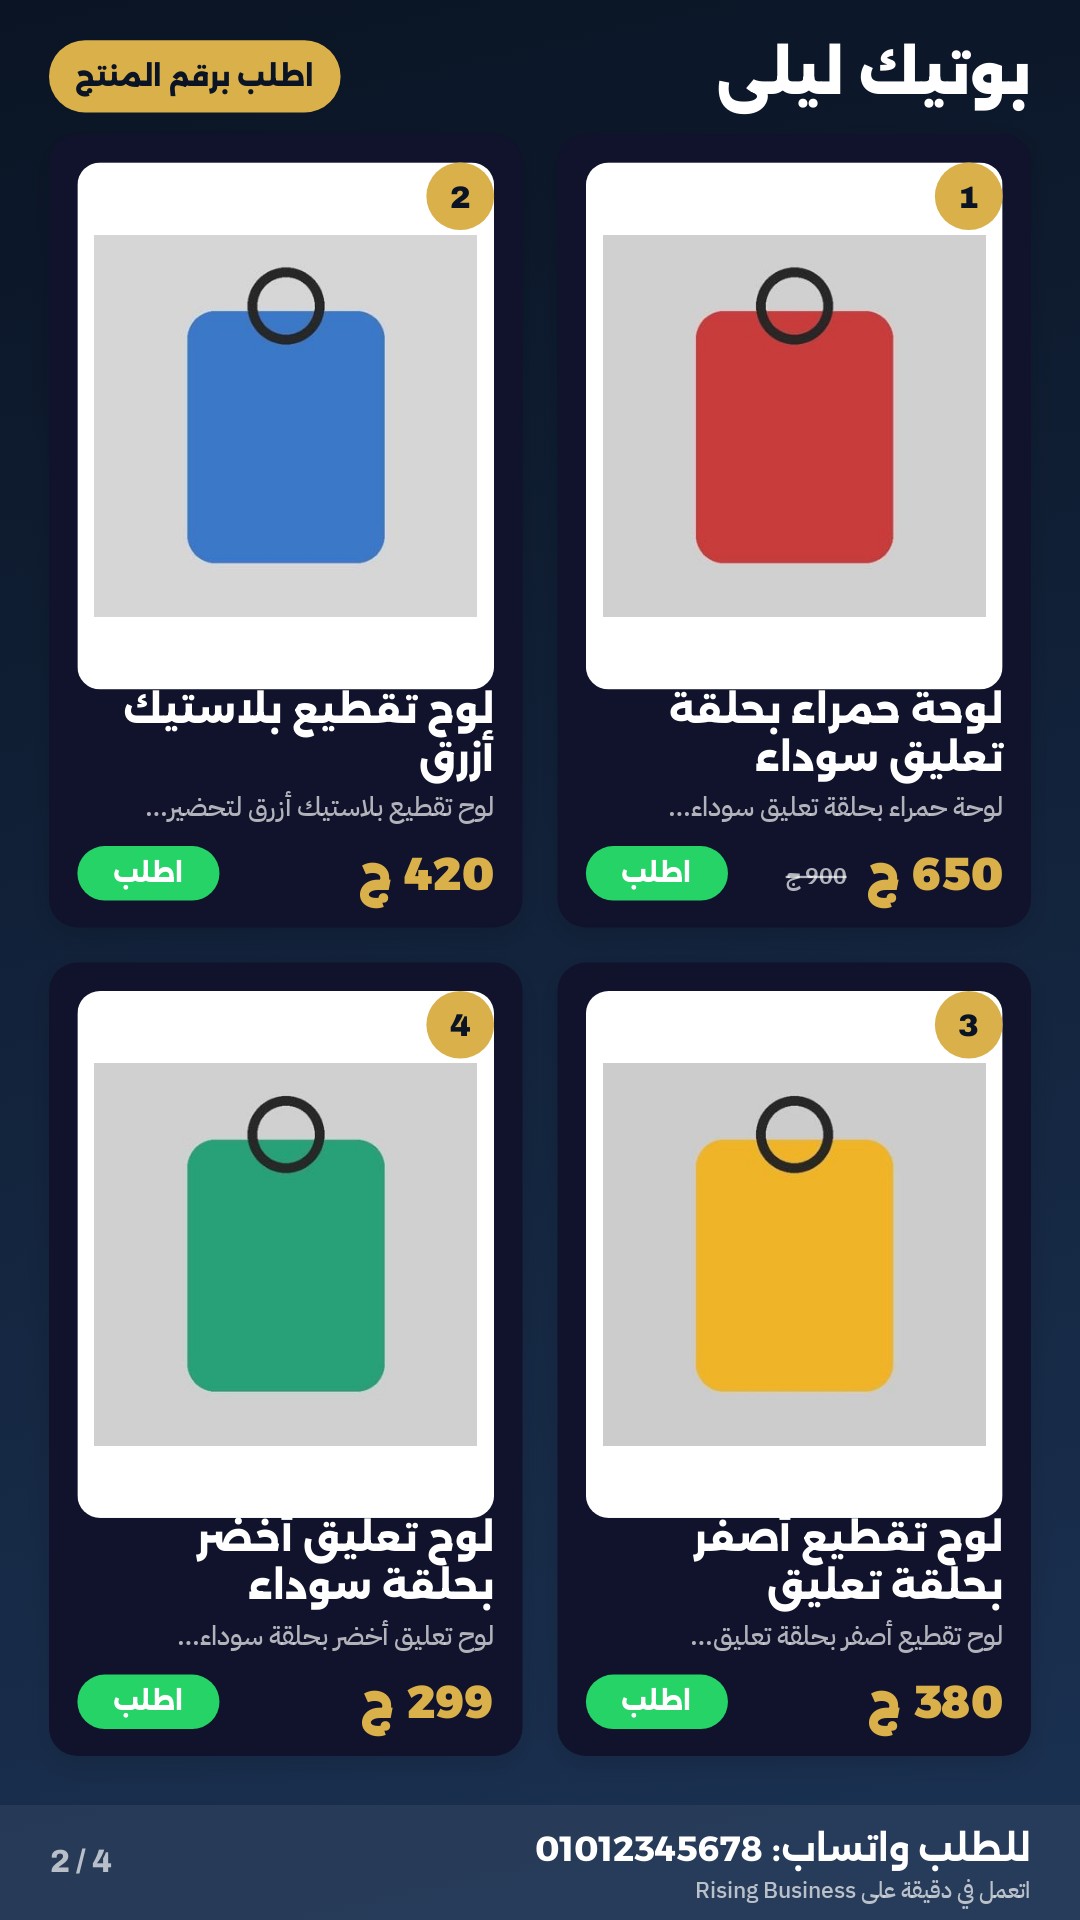 بوتيك ليلى
اطلب برقم المنتج
1
لوحة حمراء بحلقة
تعليق سوداء
لوحة حمراء بحلقة تعليق سوداء...
650 ج
900 ج
اطلب
2
لوح تقطيع بلاستيك
أزرق
لوح تقطيع بلاستيك أزرق لتحضير...
420 ج
اطلب
3
لوح تقطيع أصفر
بحلقة تعليق
لوح تقطيع أصفر بحلقة تعليق...
380 ج
اطلب
4
لوح تعليق أخضر
بحلقة سوداء
لوح تعليق أخضر بحلقة سوداء...
299 ج
اطلب
للطلب واتساب: 01012345678
اتعمل في دقيقة على Rising Business
2 / 4